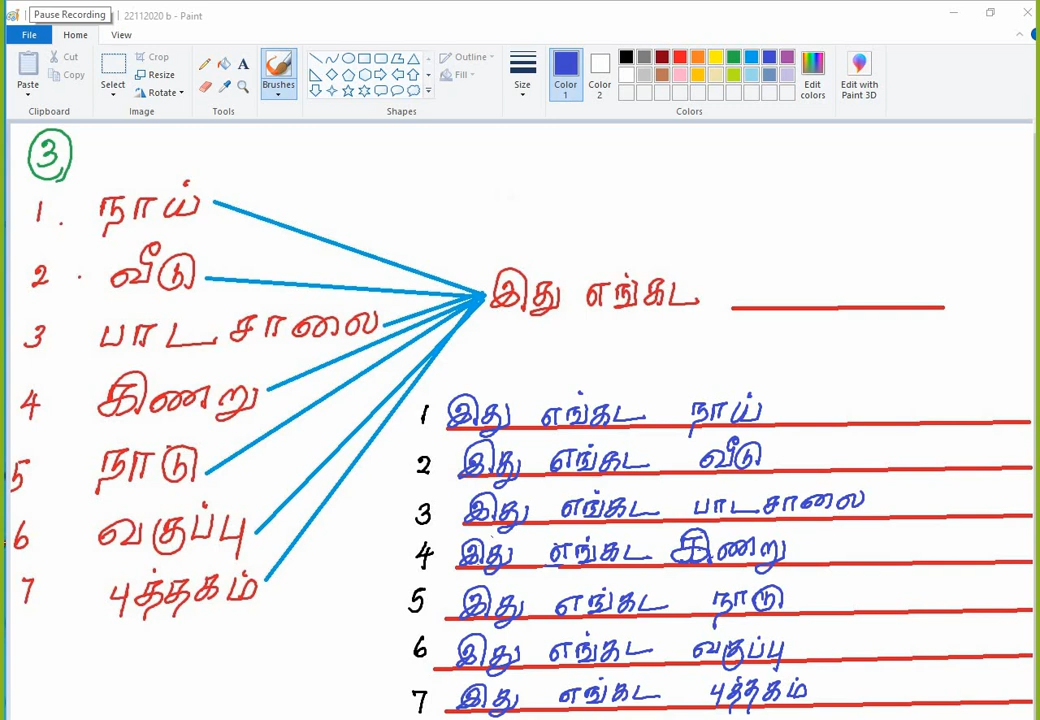 Pause Recording
22112020 b - Paint
File Home View
Paste
Cut
Copy
Clipboard
Select
Crop
Resize
Rotate
Image
Tools
Brushes
Shapes
Outline
Fill
Size
Color 1
Color 2
Colors
Edit colors
Edit with Paint 3D
3
1. நாய்
2. வீடு
3 பாடசாலை
4 கிணறு
5 நாடு
6 வகுப்பு
7 புத்தகம்
இது எங்கட
1 இது எங்கட நாய்
2 இது எங்கட வீடு
3 இது எங்கட பாடசாலை
4 இது எங்கட கிணறு
5 இது எங்கட நாடு
6 இது எங்கட வகுப்பு
7 இது எங்கட புத்தகம்